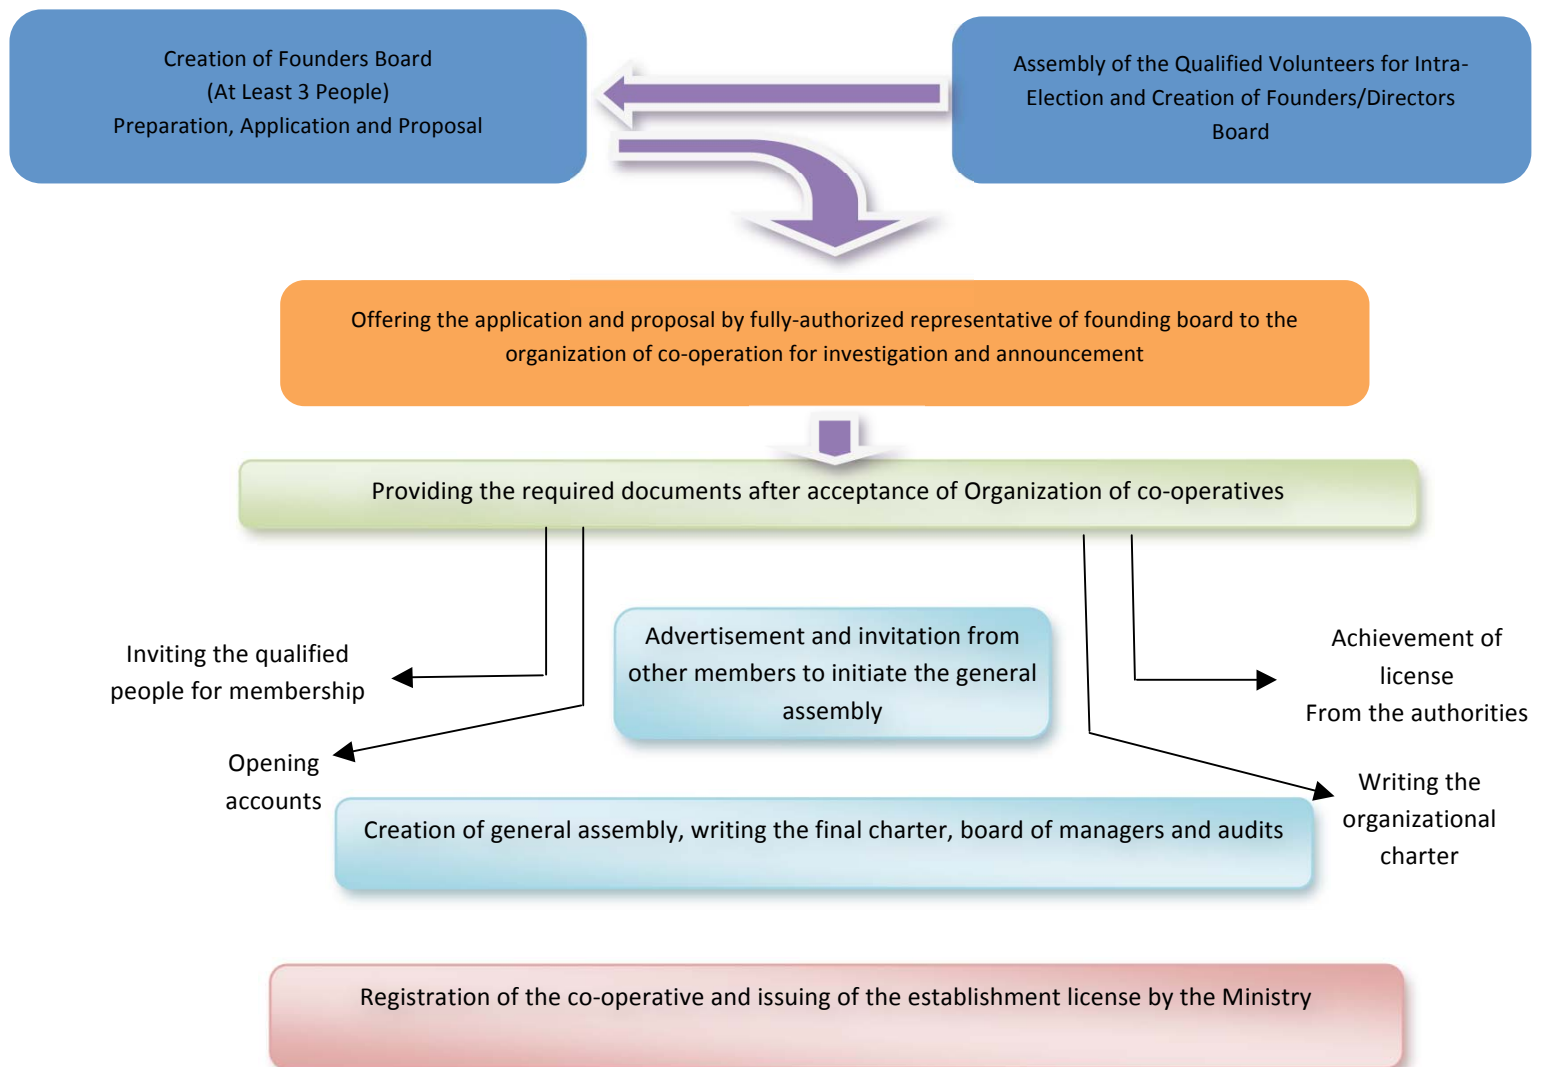 Creation of Founders Board
(At Least 3 People)
Preparation, Application and Proposal
Assembly of the Qualified Volunteers for Intra-
Election and Creation of Founders/Directors
Board
Offering the application and proposal by fully-authorized representative of founding board to the
organization of co-operation for investigation and announcement
Providing the required documents after acceptance of Organization of co-operatives
Inviting the qualified
people for membership
Opening
accounts
Advertisement and invitation from
other members to initiate the general
assembly
Achievement of
license
From the authorities
Writing the
organizational
charter
Creation of general assembly, writing the final charter, board of managers and audits
Registration of the co-operative and issuing of the establishment license by the Ministry